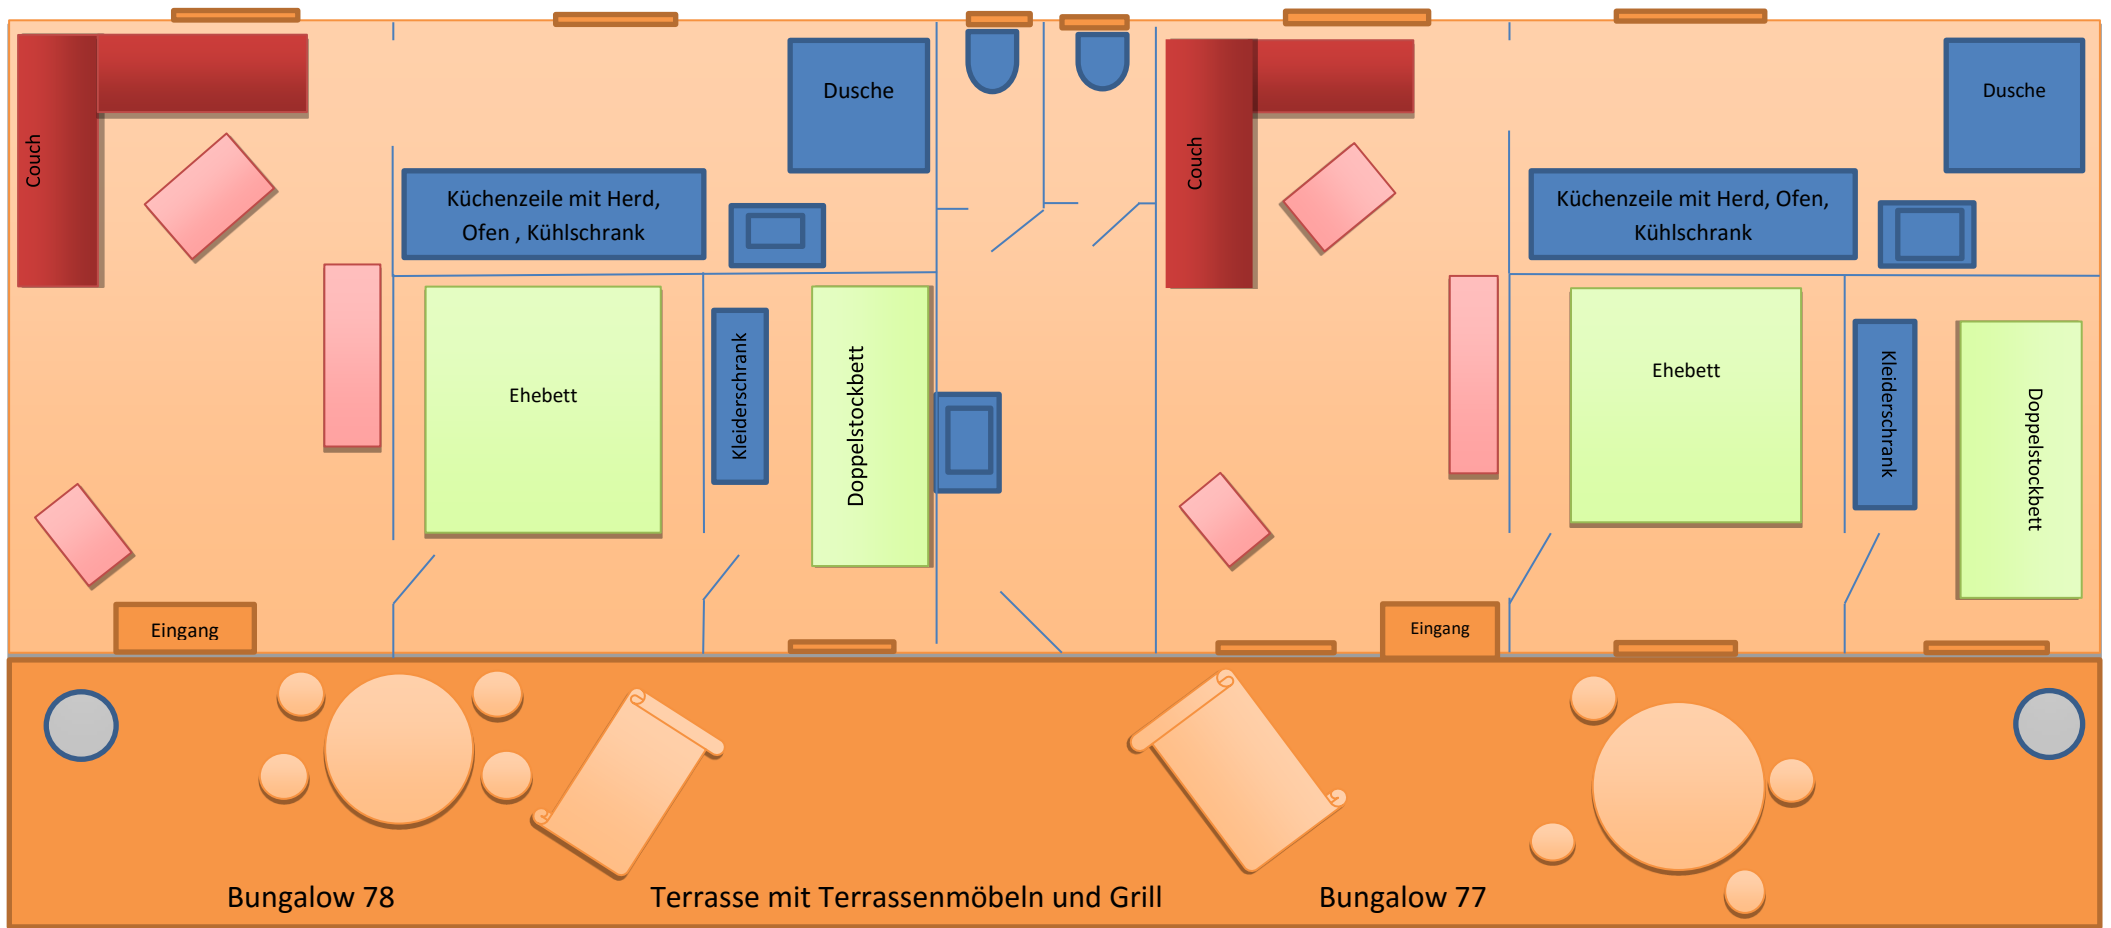 Couch
Dusche
Küchenzeile mit Herd,
Ofen , Kühlschrank
Ehebett
Kleiderschrank
Doppelstockbett
Eingang
Couch
Dusche
Küchenzeile mit Herd, Ofen,
Kühlschrank
Ehebett
Kleiderschrank
Doppelstockbett
Eingang
Bungalow 78
Terrasse mit Terrassenmöbeln und Grill
Bungalow 77